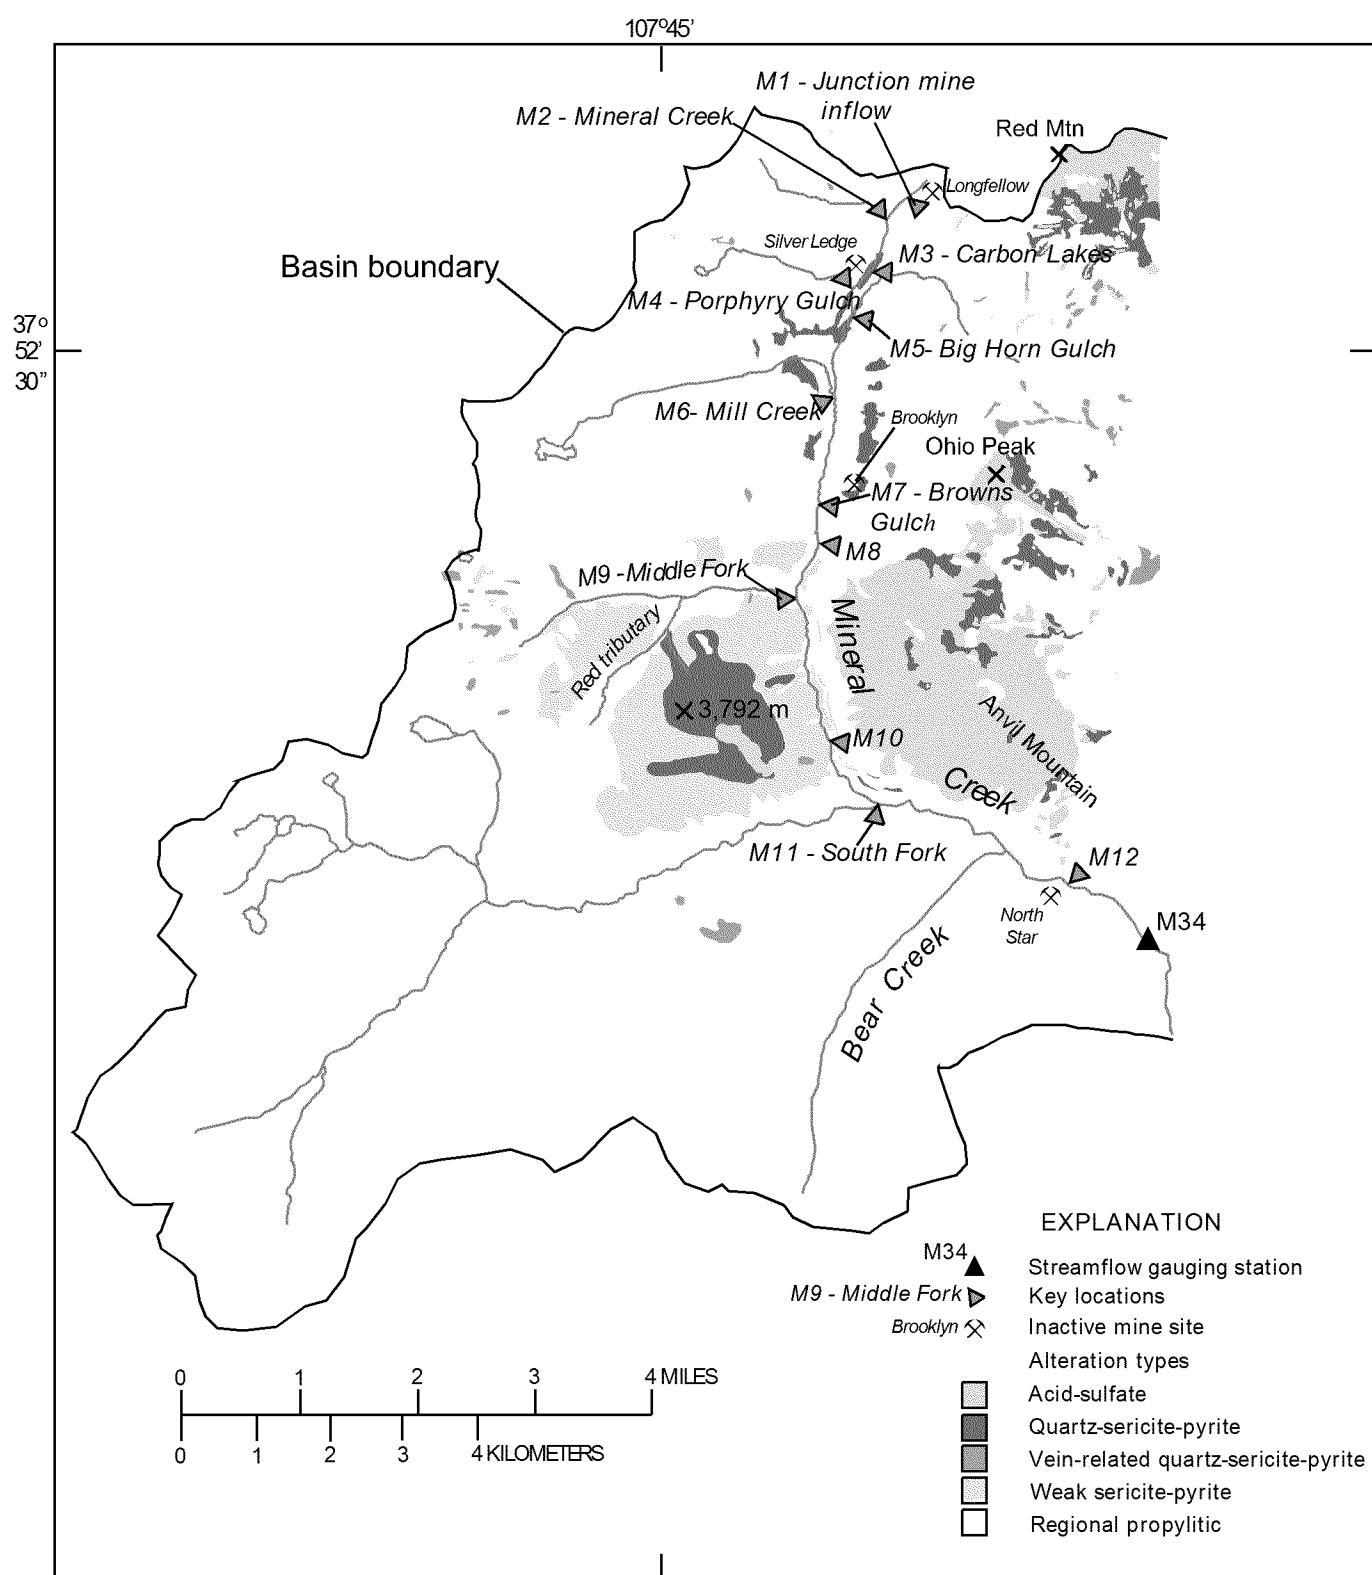 107º45'
M1 - Junction mine
inflow
M2 - Mineral Creek
Red Mtn
Longfellow
Silver Ledge
M3 - Carbon Lakes
Basin boundary
M4 - Porphyry Gulch
37º
52'
30"
M5- Big Horn Gulch
M6- Mill Creek
Brooklyn
Ohio Peak
M7 - Browns
Gulch
M8
M9 -Middle Fork
Mineral
Red tributary
3,792 m
Anvil Mountain
M10
Creek
M11 - South Fork
M12
North
Star
M34
Bear Creek
EXPLANATION
M34
Streamflow gauging station
M9 - Middle Fork
Key locations
Brooklyn
Inactive mine site
Alteration types
Acid-sulfate
Quartz-sericite-pyrite
Vein-related quartz-sericite-pyrite
Weak sericite-pyrite
Regional propylitic
0 1 2 3 4 MILES
0 1 2 3 4 KILOMETERS